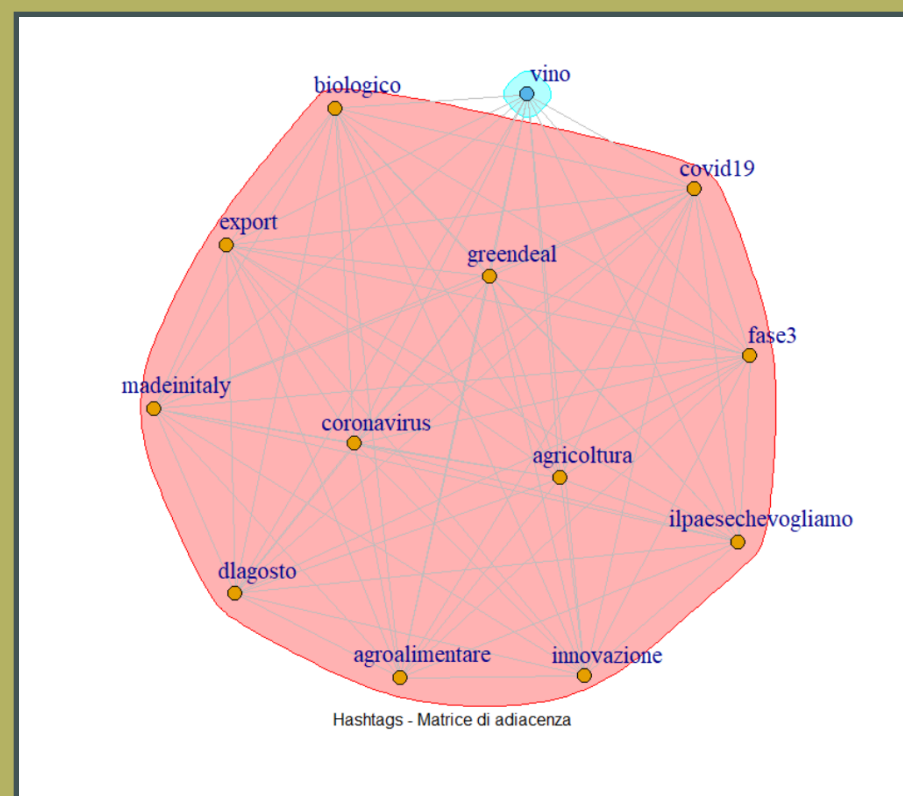 vino
biologico
covid19
export
greendeal
fase3
madeinitaly
coronavirus
agricoltura
ilpaesechevogliamo
dlagosto
agroalimentare
innovazione
Hashtags - Matrice di adiacenza